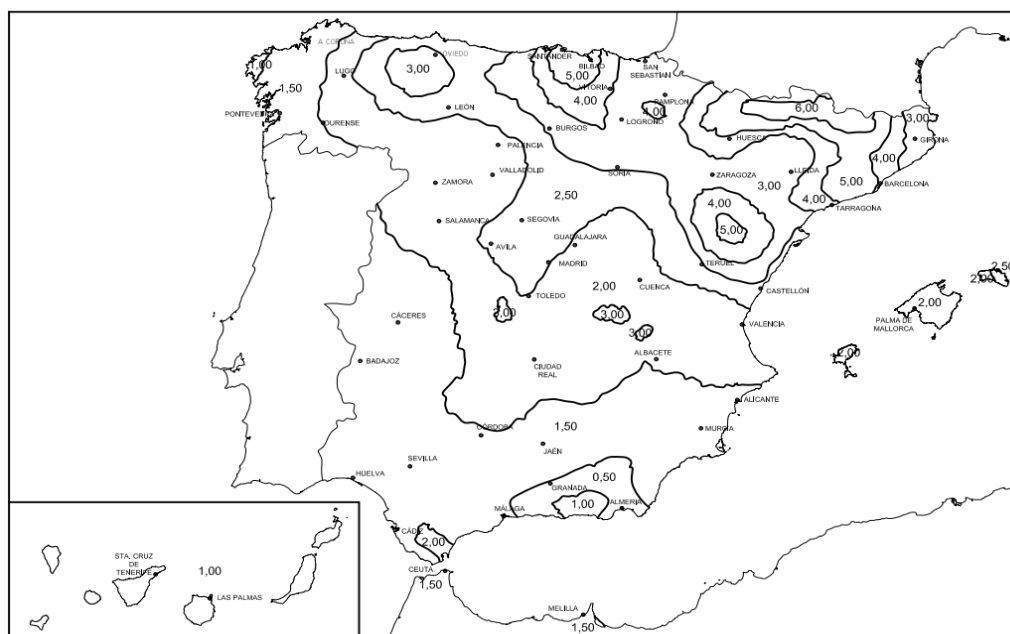 A CORUÑA
OVIEDO
SANTANDER
1,00
LUGO
3,00
BILBAO
SAN
SEBASTIAN
5,00
1,50
VITORIA
4,00
PAMPLONA
PONTEVEDRA
LEÓN
4,00
6,00
OURENSE
LOGROÑO
3,00
BURGOS
HUESCA
GIRONA
PALENCIA
4,00
SORIA
VALLADOLID
ZARAGOZA
LLEIDA
ZAMORA
3,00
5,00
BARCELONA
2,50
4,00
4,00
TARRAGONA
SALAMANCA
SEGOVIA
5,00
AVILA
GUADALAJARA
MADRID
TERUEL
2,50
2,00
2,00
CUENCA
CASTELLÓN
TOLEDO
2,00
3,00
3,00
PALMA DE
MALLORCA
CÁCERES
VALENCIA
3,00
2,00
BADAJOZ
CIUDAD
REAL
ALBACETE
ALICANTE
1,50
CÓRDOBA
MURCIA
JAÉN
SEVILLA
HUELVA
0,50
GRANADA
1,00
ALMERIA
MÁLAGA
CÁDIZ
2,00
STA. CRUZ
DE
TENERIFE
1,00
CEUTA
1,50
LAS PALMAS
MELILLA
1,50